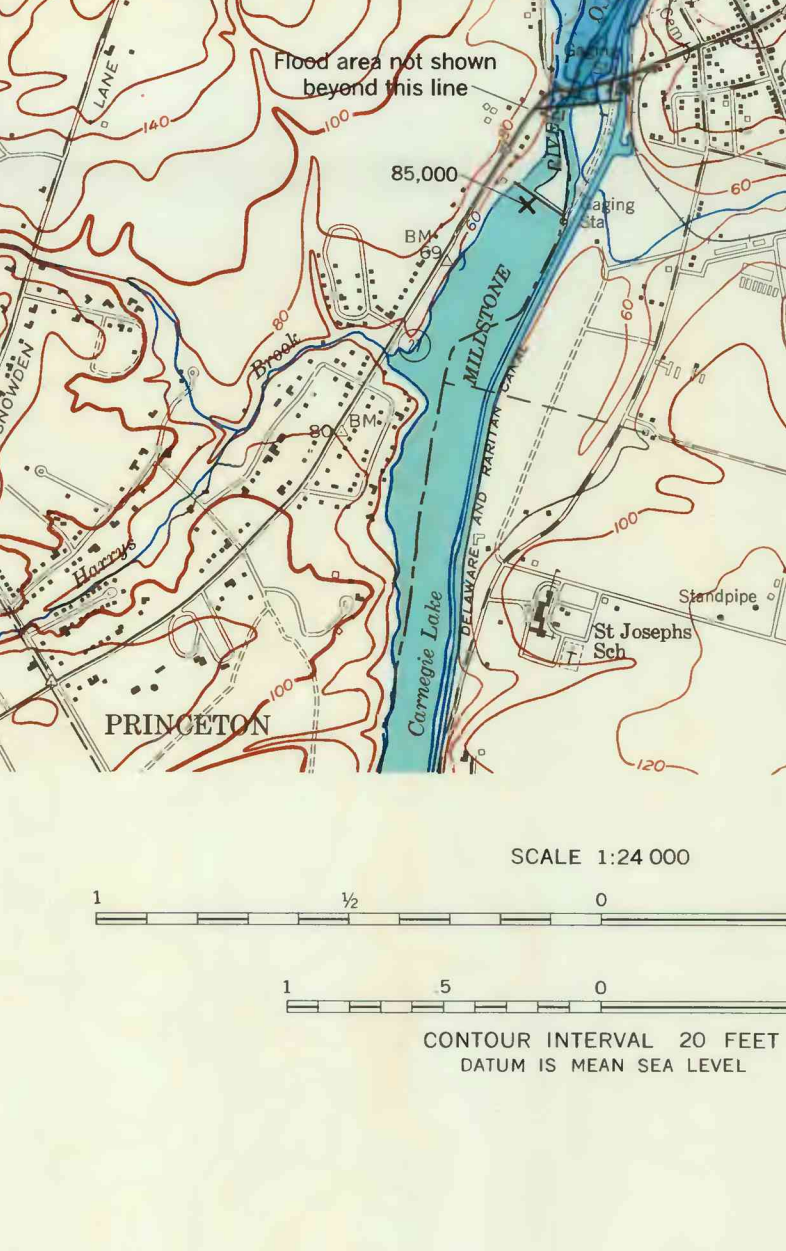 Flood area not shown
beyond this line
LANE
140
100
80
60
85,000
RIVER
Gaging
Sta
60
BM
69
MILLSTONE
80
60
Brook
SNOWDEN
BM
80
DELAWARE AND RARITAN CANAL
100
Harrys
Carnegie Lake
Standpipe
St Josephs
Sch
100
PRINCETON
120
SCALE 1:24 000
1 ½ 0
1 .5 0
CONTOUR INTERVAL 20 FEET
DATUM IS MEAN SEA LEVEL